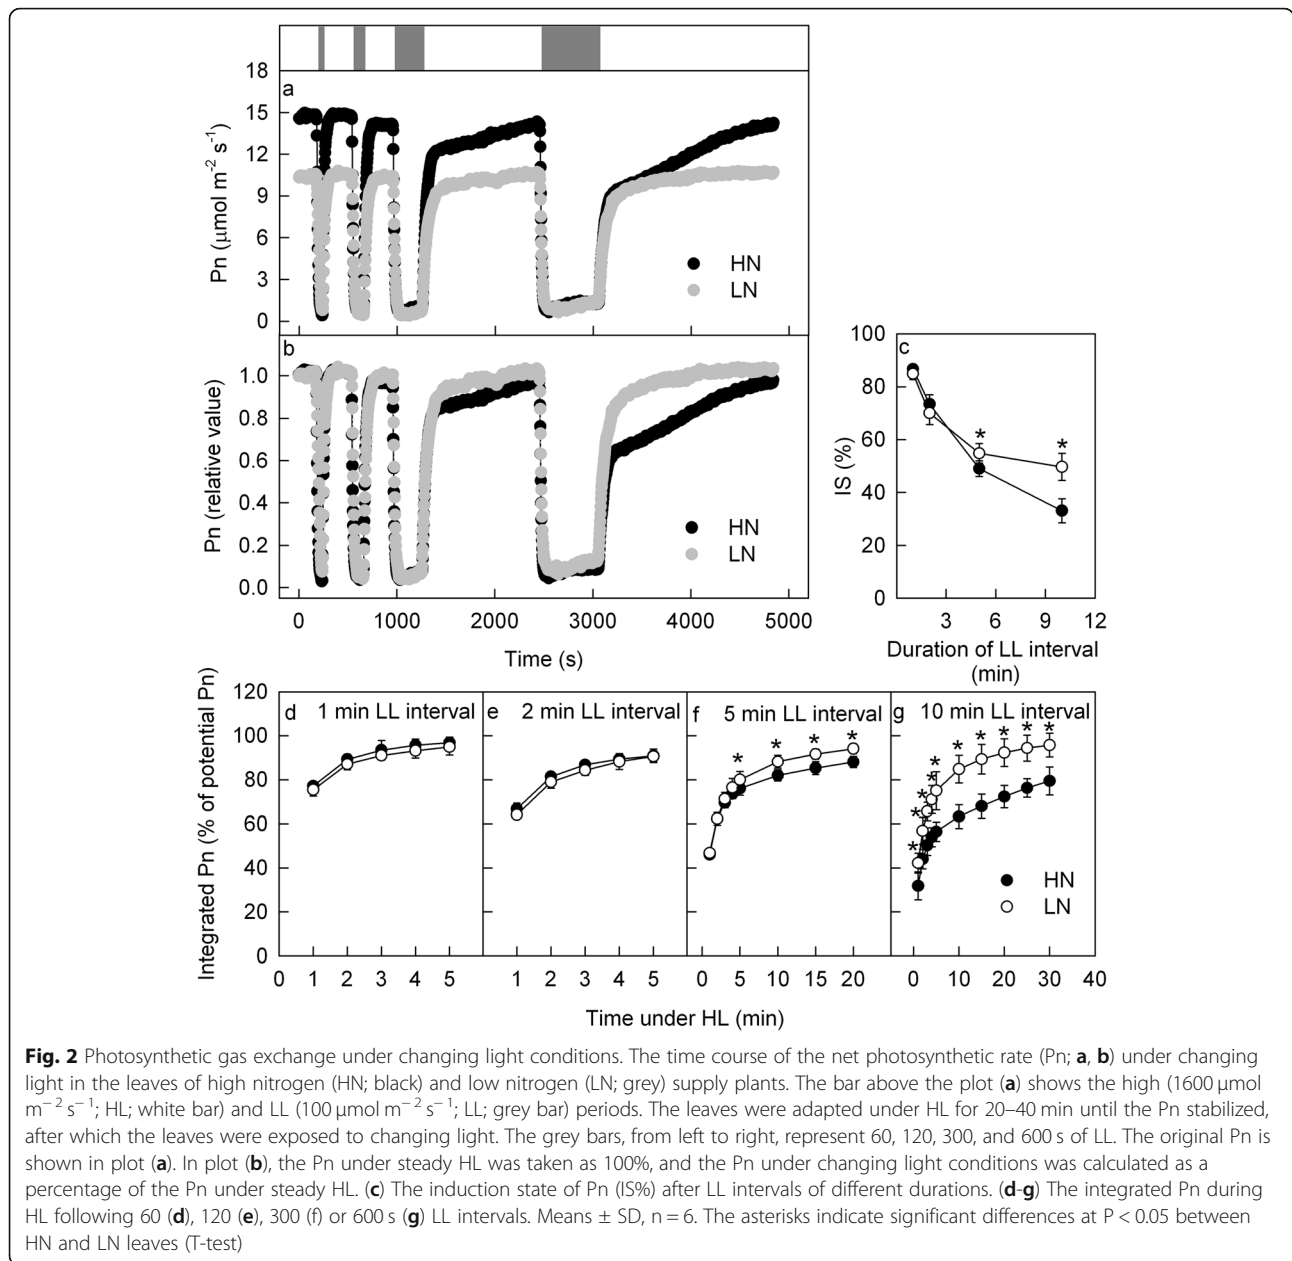 18
15
12
9
6
3
0
Pn (μmol m⁻² s⁻¹)
a
HN
LN
b
1.0
0.8
0.6
0.4
0.2
0.0
Pn (relative value)
HN
LN
0 1000 2000 3000 4000 5000
Time (s)
100
80
60
40
20
0
IS (%)
c
* *
0 3 6 9 12
Duration of LL interval
(min)
120
100
80
60
40
20
0
Integrated Pn (% of potential Pn)
d 1 min LL interval
e 2 min LL interval
f 5 min LL interval
* * * *
g 10 min LL interval
* * * * * * * * * *
HN
LN
0 1 2 3 4 5
1 2 3 4 5
0 5 10 15 20
0 10 20 30 40
Time under HL (min)
Fig. 2 Photosynthetic gas exchange under changing light conditions. The time course of the net photosynthetic rate (Pn; a, b) under changing
light in the leaves of high nitrogen (HN; black) and low nitrogen (LN; grey) supply plants. The bar above the plot (a) shows the high (1600 μmol
m⁻² s⁻¹; HL; white bar) and LL (100 μmol m⁻² s⁻¹; LL; grey bar) periods. The leaves were adapted under HL for 20–40 min until the Pn stabilized,
after which the leaves were exposed to changing light. The grey bars, from left to right, represent 60, 120, 300, and 600 s of LL. The original Pn is
shown in plot (a). In plot (b), the Pn under steady HL was taken as 100%, and the Pn under changing light conditions was calculated as a
percentage of the Pn under steady HL. (c) The induction state of Pn (IS%) after LL intervals of different durations. (d-g) The integrated Pn during
HL following 60 (d), 120 (e), 300 (f) or 600 s (g) LL intervals. Means ± SD, n = 6. The asterisks indicate significant differences at P < 0.05 between
HN and LN leaves (T-test)